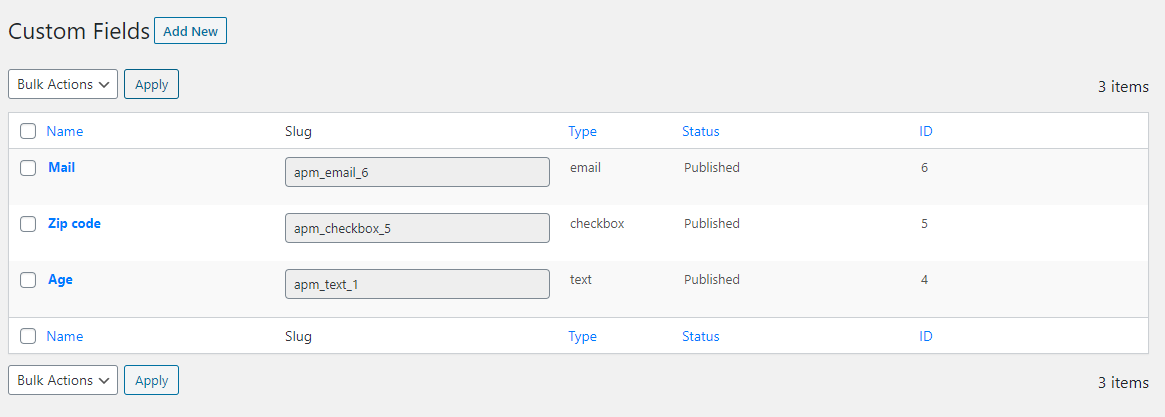 Custom Fields Add New
Bulk Actions Apply 3 items
Name Slug Type Status ID
Mail apm_email_6 email Published 6
Zip code apm_checkbox_5 checkbox Published 5
Age apm_text_1 text Published 4
Name Slug Type Status ID
Bulk Actions Apply 3 items